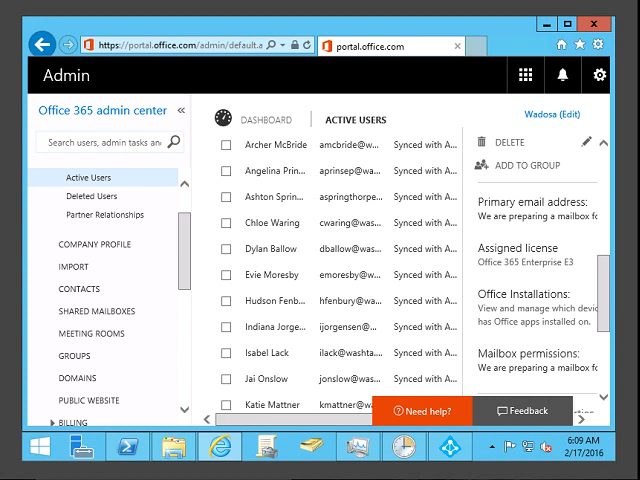 https://portal.office.com/admin/default.a
portal.office.com
Admin
Office 365 admin center
Search users, admin tasks an
Active Users
Deleted Users
Partner Relationships
COMPANY PROFILE
IMPORT
CONTACTS
SHARED MAILBOXES
MEETING ROOMS
GROUPS
DOMAINS
PUBLIC WEBSITE
BILLING
DASHBOARD
ACTIVE USERS
Wadosa (Edit)
Archer McBride amcbride@w... Synced with A...
Angelina Prin... aprinsep@wa... Synced with A...
Ashton Sprin... aspringthorpe... Synced with A...
Chloe Waring cwaring@was... Synced with A...
Dylan Ballow dballow@was... Synced with A...
Evie Moresby emoresby@w... Synced with A...
Hudson Fenb... hfenbury@wa... Synced with A...
Indiana Jorge... ijorgensen@... Synced with A...
Isabel Lack ilack@washta... Synced with A...
Jai Onslow jonslow@was... Synced with A...
Katie Mattner kmattner@w... Synced with A...
DELETE
ADD TO GROUP
Primary email address:
We are preparing a mailbox fo
Assigned license
Office 365 Enterprise E3
Office Installations:
View and manage which devic
has Office apps installed on.
Mailbox permissions:
We are preparing a mailbox fo
Need help?
Feedback
6:09 AM
2/17/2016